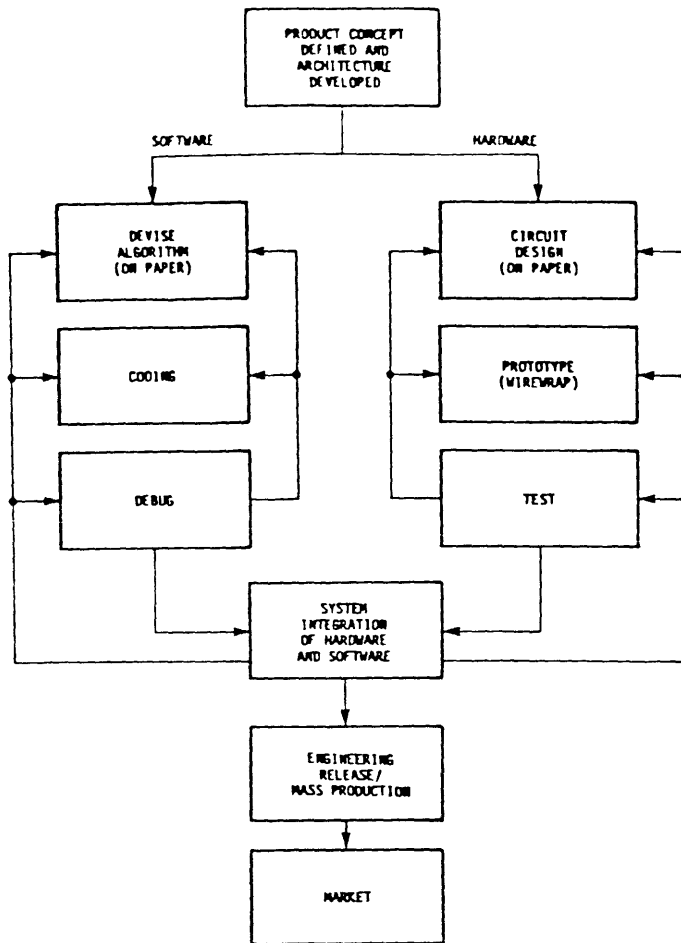 PRODUCT CONCEPT
DEFINED AND
ARCHITECTURE
DEVELOPED
SOFTWARE
HARDWARE
DEVISE
ALGORITHM
(ON PAPER)
CIRCUIT
DESIGN
(ON PAPER)
CODING
PROTOTYPE
(WIREWRAP)
DEBUG
TEST
SYSTEM
INTEGRATION
OF HARDWARE
AND SOFTWARE
ENGINEERING
RELEASE/
MASS PRODUCTION
MARKET